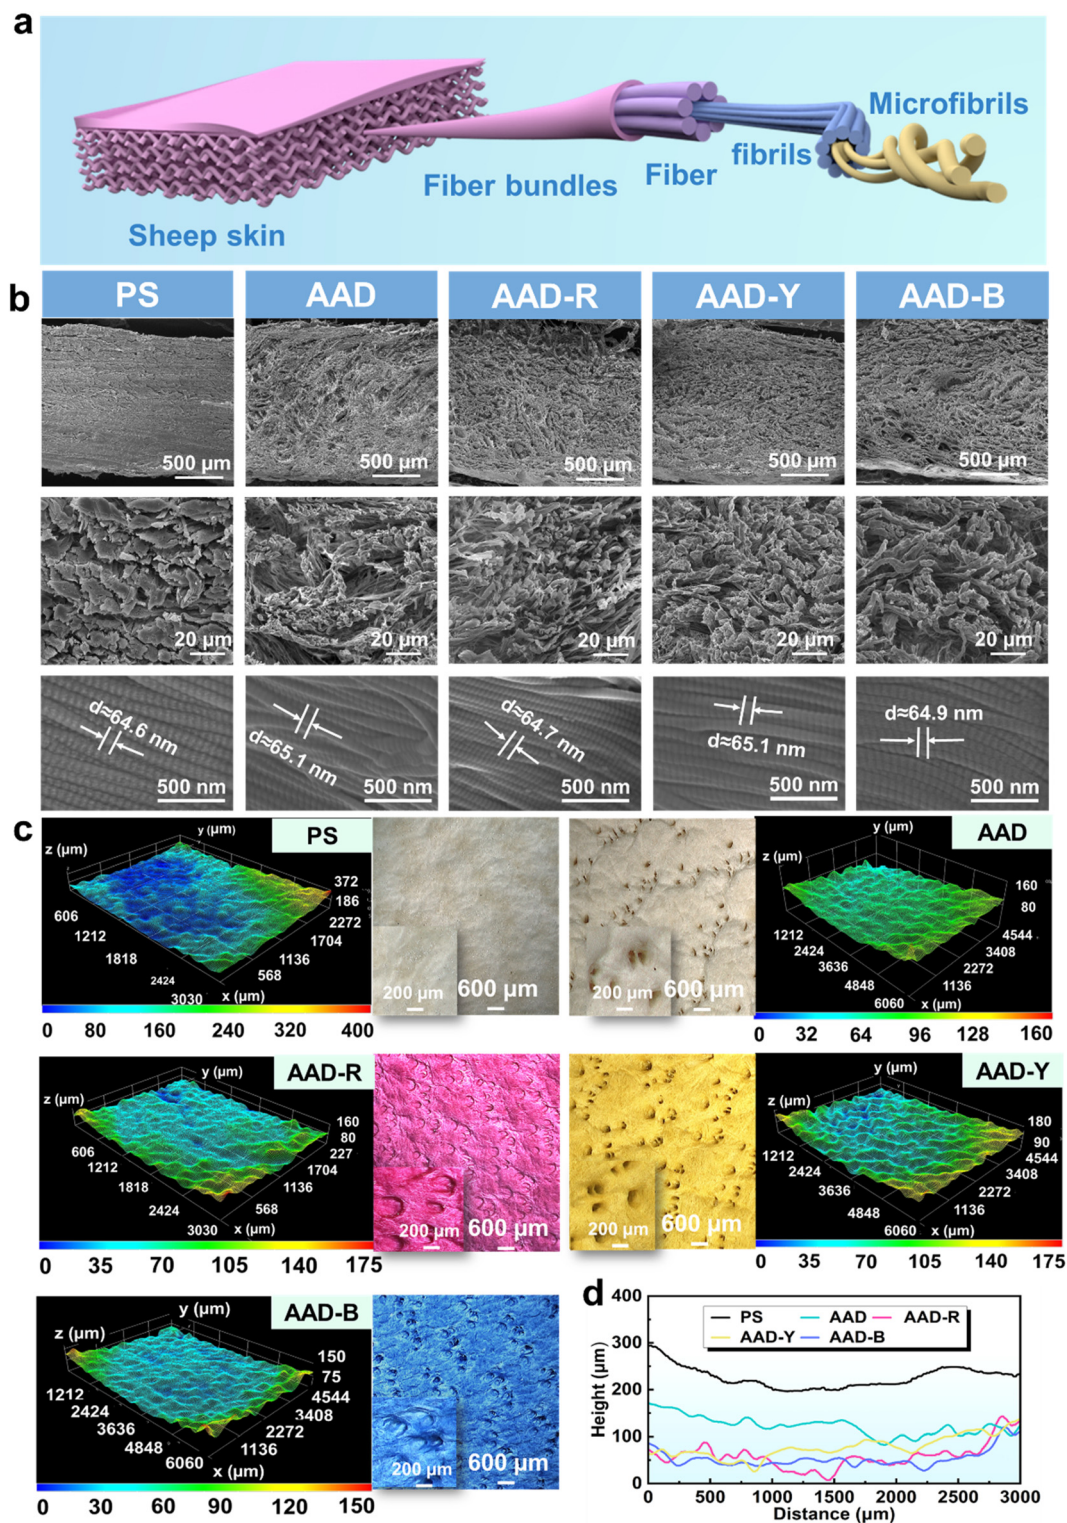 a
Sheep skin
Fiber bundles
Fiber
fibrils
Microfibrils
b
PS
AAD
AAD-R
AAD-Y
AAD-B
500 μm
500 μm
500 μm
500 μm
500 μm
20 μm
20 μm
20 μm
20 μm
20 μm
d≈64.6 nm
500 nm
d≈65.1 nm
500 nm
d≈64.7 nm
500 nm
d≈65.1 nm
500 nm
d≈64.9 nm
500 nm
c
PS
z (μm)
y (μm)
372
186
2272
1704
1136
568
606
1212
1818
2424
3030
x (μm)
0 80 160 240 320 400
200 μm
600 μm
200 μm
600 μm
AAD
z (μm)
y (μm)
160
80
4544
3408
2272
1136
1212
2424
3636
4848
6060
x (μm)
0 32 64 96 128 160
AAD-R
z (μm)
y (μm)
160
80
227
1704
1136
568
606
1212
1818
2424
3030
x (μm)
0 35 70 105 140 175
200 μm
600 μm
200 μm
600 μm
AAD-Y
z (μm)
y (μm)
180
90
4544
3408
2272
1136
1212
2424
3636
4848
6060
x (μm)
0 35 70 105 140 175
AAD-B
z (μm)
y (μm)
150
75
4544
3408
2272
1136
1212
2424
3636
4848
6060
x (μm)
0 30 60 90 120 150
200 μm
600 μm
d
PS AAD AAD-R
AAD-Y AAD-B
Height (μm)
400
300
200
100
0
0 500 1000 1500 2000 2500 3000
Distance (μm)